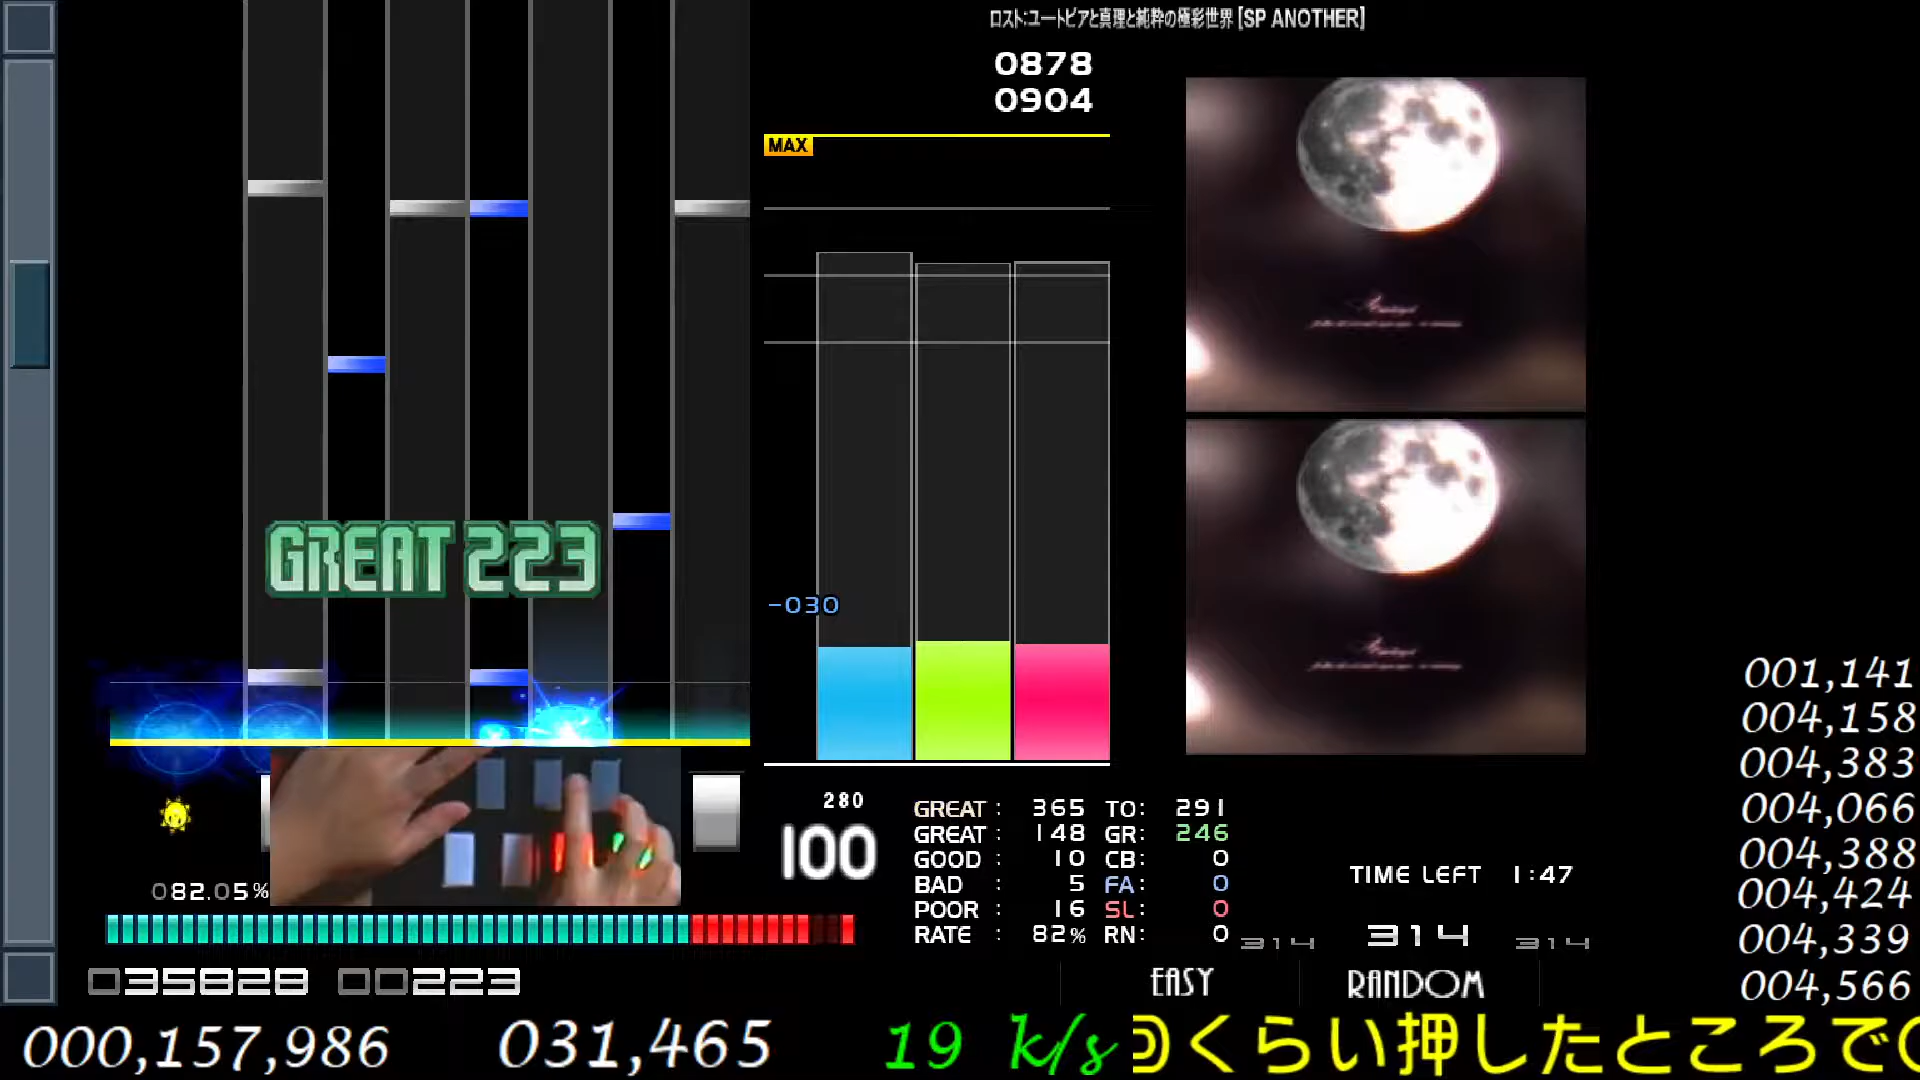 ロスト:ユートピアと真理と純粋の極彩世界 [SP ANOTHER]
0878
0904
MAX
GREAT 223
-030
280
100
GREAT : 365 TO: 291
GREAT : 148 GR: 246
GOOD : 10 CB: 0
BAD : 5 FA: 0
POOR : 16 SL: 0
RATE : 82% RN: 0
TIME LEFT 1:47
314 314 314
082.05%
035828 00223
EASY RANDOM
001,141
004,158
004,383
004,066
004,388
004,424
004,339
004,566
000,157,986 031,465 19 k/s くらい押したところで